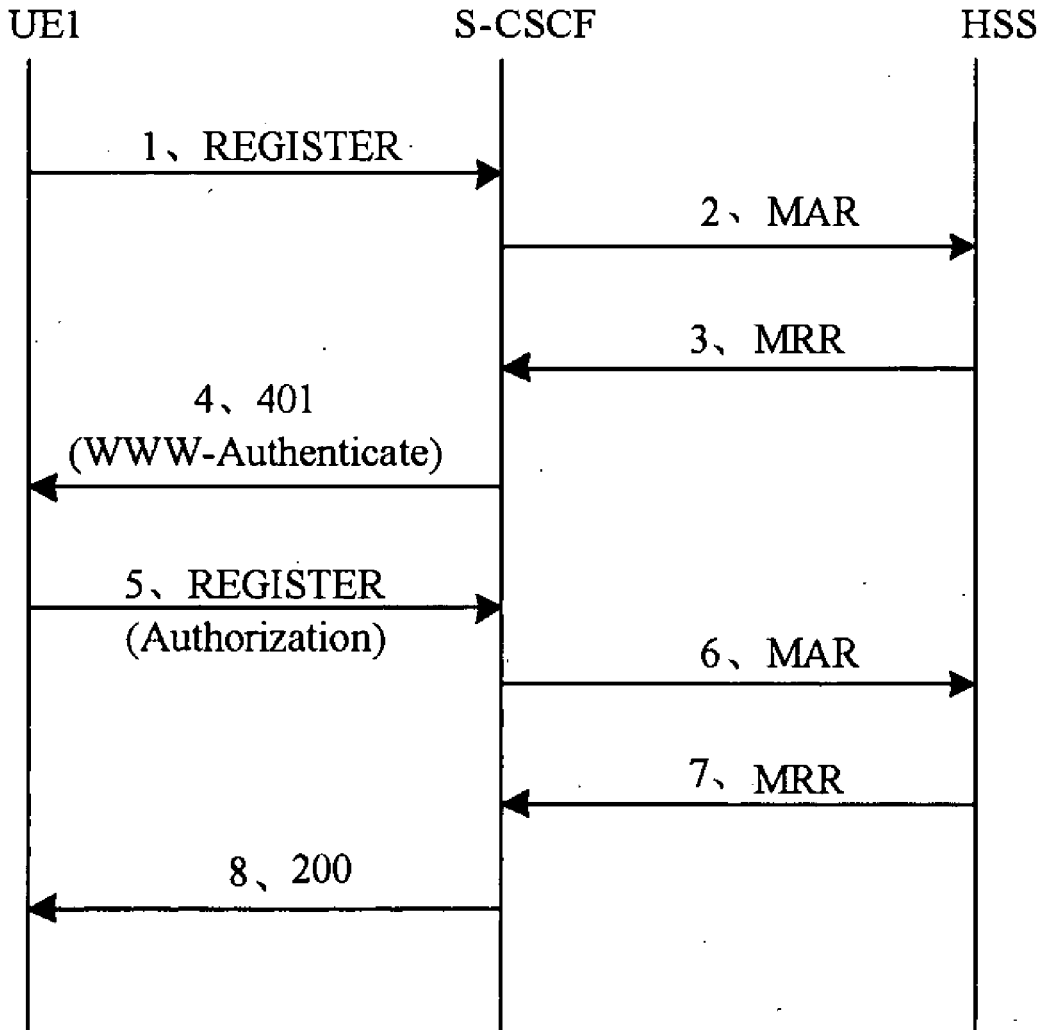 UE1
S-CSCF
HSS
1、REGISTER
2、MAR
3、MRR
4、401
(WWW-Authenticate)
5、REGISTER
(Authorization)
6、MAR
7、MRR
8、200